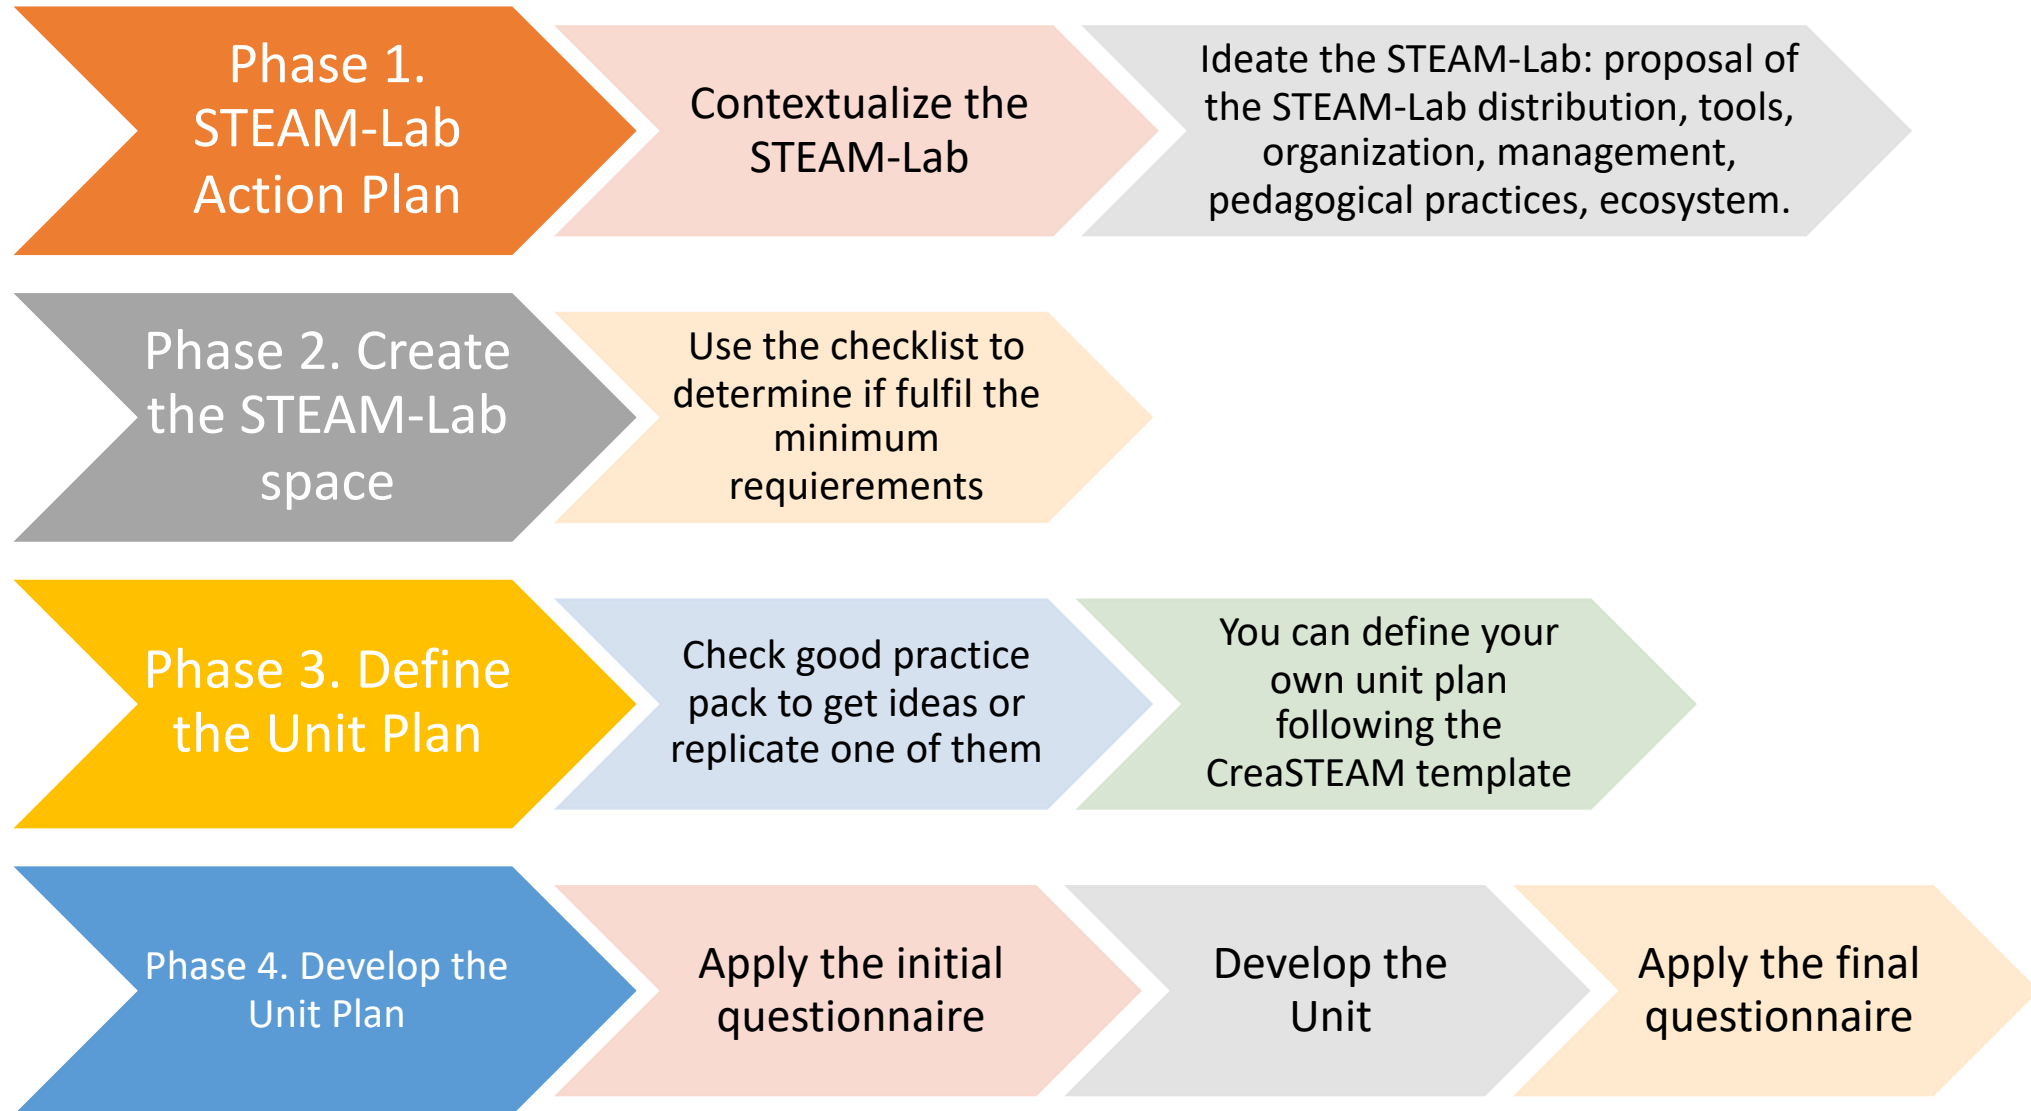 Phase 1.
STEAM-Lab
Action Plan
Contextualize the
STEAM-Lab
Ideate the STEAM-Lab: proposal of
the STEAM-Lab distribution, tools,
organization, management,
pedagogical practices, ecosystem.
Phase 2. Create
the STEAM-Lab
space
Use the checklist to
determine if fulfil the
minimum
requierements
Phase 3. Define
the Unit Plan
Check good practice
pack to get ideas or
replicate one of them
You can define your
own unit plan
following the
CreaSTEAM template
Phase 4. Develop the
Unit Plan
Apply the initial
questionnaire
Develop the
Unit
Apply the final
questionnaire